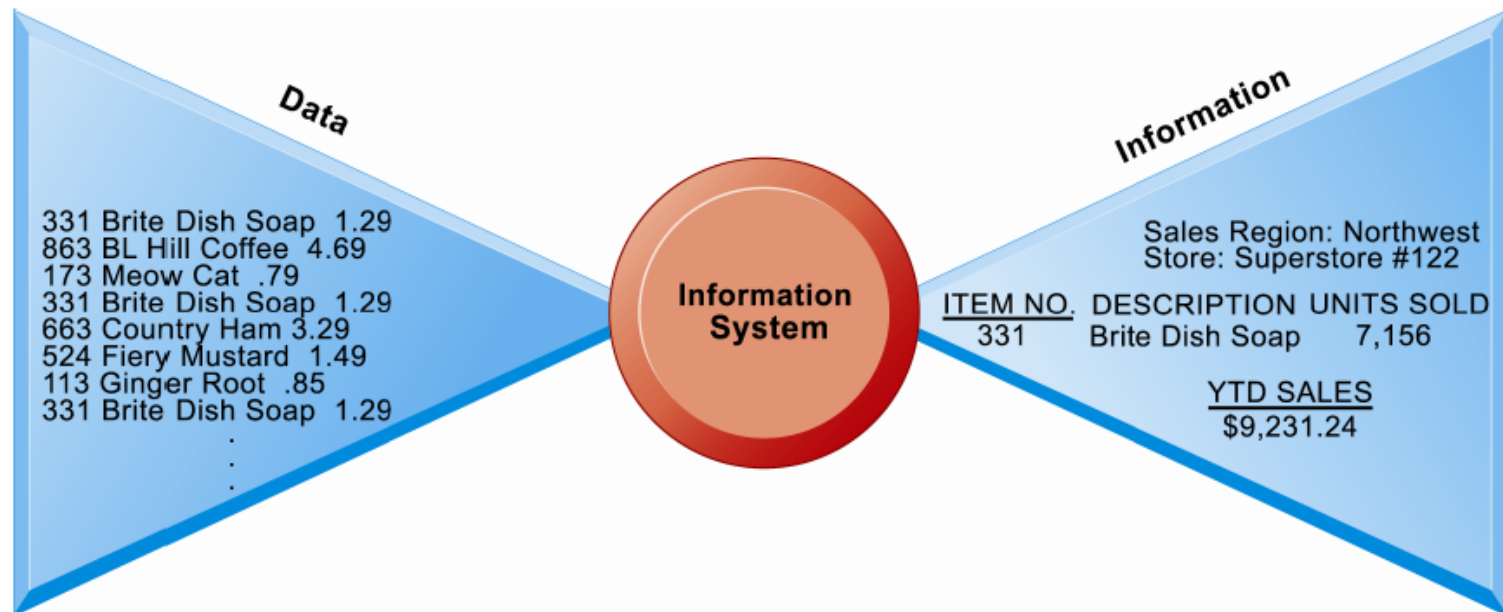 Data
331 Brite Dish Soap 1.29
863 BL Hill Coffee 4.69
173 Meow Cat .79
331 Brite Dish Soap 1.29
663 Country Ham 3.29
524 Fiery Mustard 1.49
113 Ginger Root .85
331 Brite Dish Soap 1.29
.
.
.
Information
System
Information
Sales Region: Northwest
Store: Superstore #122
ITEM NO. DESCRIPTION UNITS SOLD
331 Brite Dish Soap 7,156
YTD SALES
$9,231.24